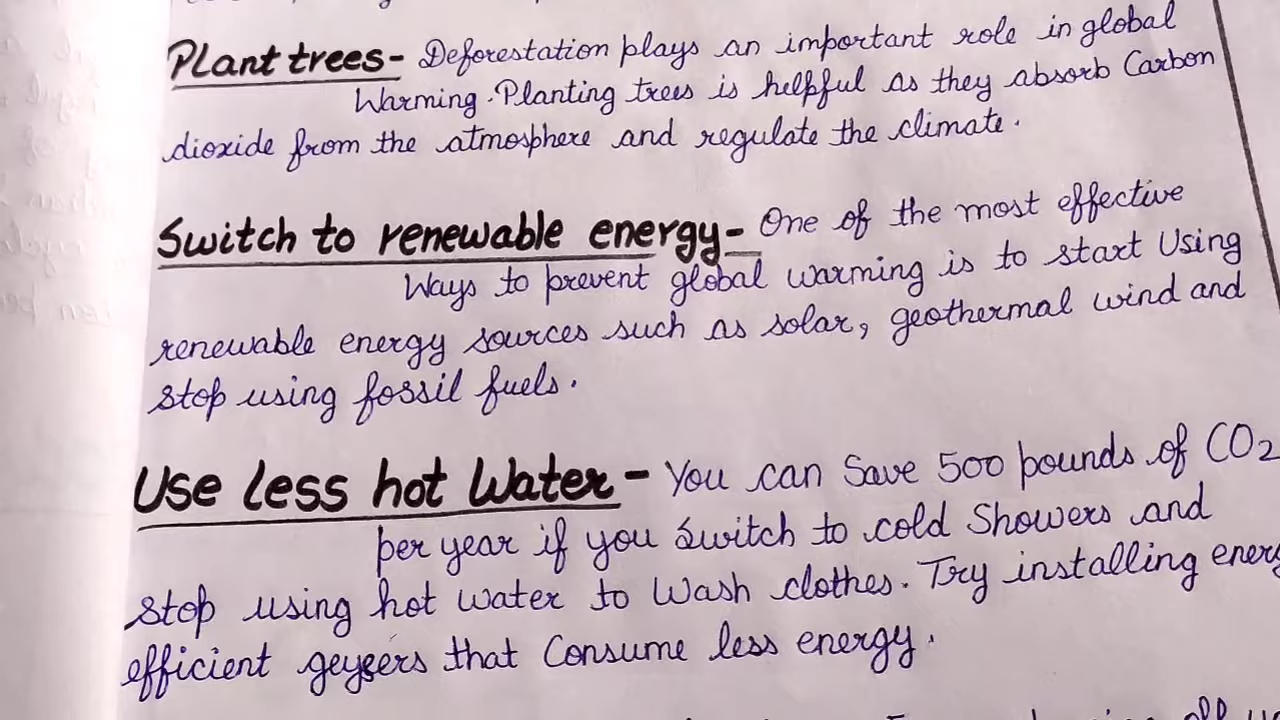 Plant trees- Deforestation plays an important role in global
Warming. Planting trees is helpful as they absorb Carbon
dioxide from the atmosphere and regulate the climate.
Switch to renewable energy- One of the most effective
Ways to prevent global warming is to start Using
renewable energy sources such as solar, geothermal wind and
stop using fossil fuels.
Use Less hot Water- You can Save 500 pounds of CO2
per year if you Switch to cold Showers and
stop using hot water to Wash clothes. Try installing energ
efficient geysers that Consume less energy.